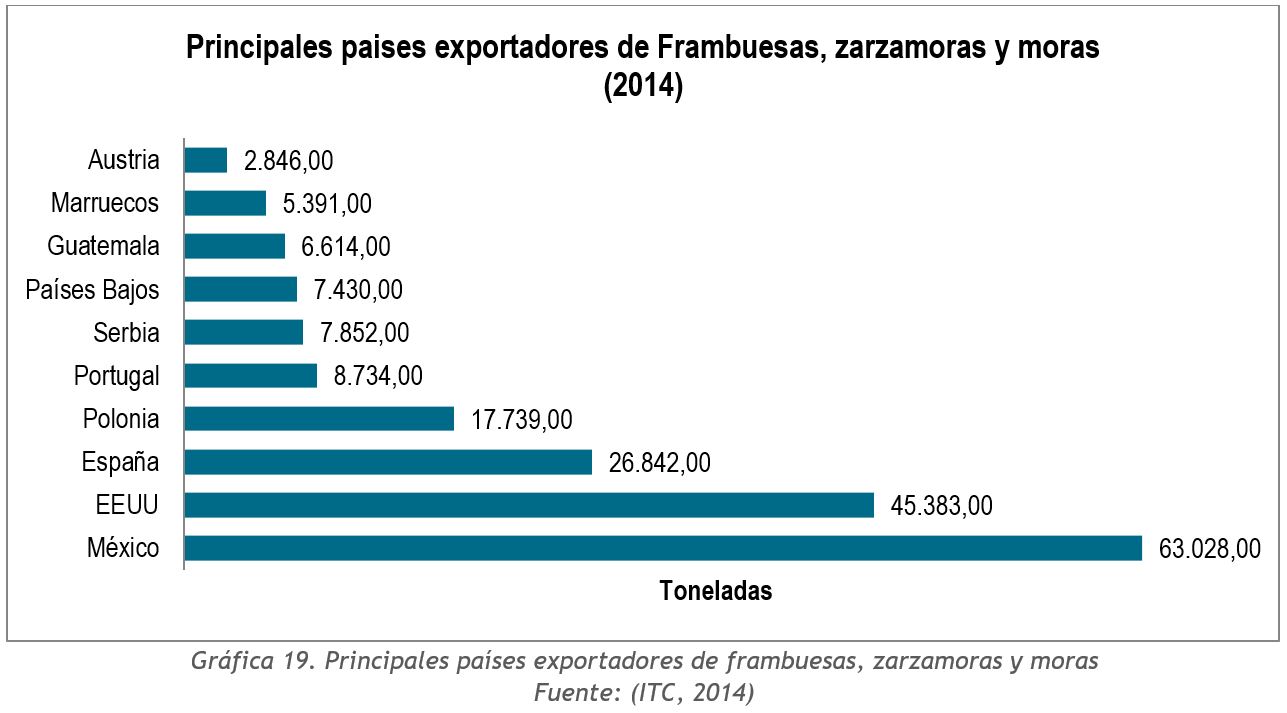 Principales paises exportadores de Frambuesas, zarzamoras y moras
(2014)
Austria 2.846,00
Marruecos 5.391,00
Guatemala 6.614,00
Países Bajos 7.430,00
Serbia 7.852,00
Portugal 8.734,00
Polonia 17.739,00
España 26.842,00
EEUU 45.383,00
México 63.028,00
Toneladas
Gráfica 19. Principales países exportadores de frambuesas, zarzamoras y moras
Fuente: (ITC, 2014)